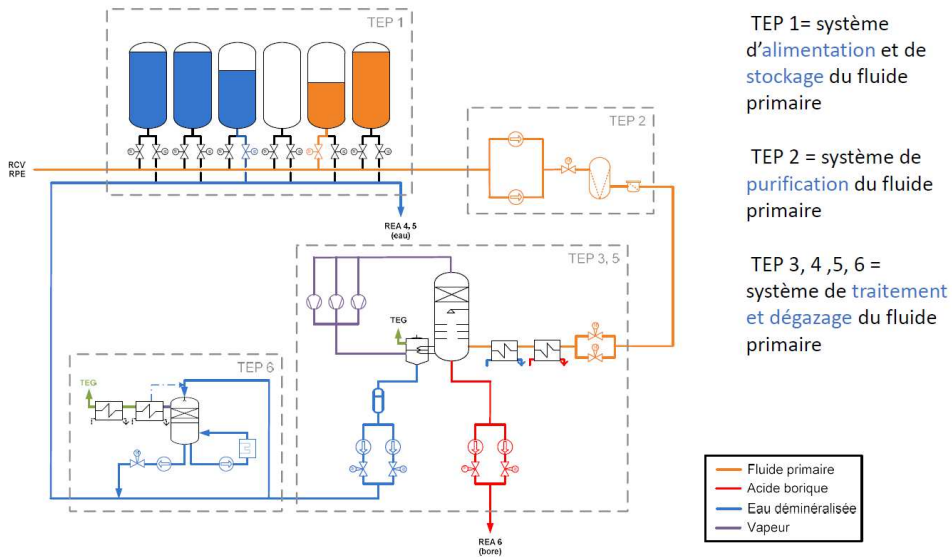 TEP 1
RCV
RPE
TEP 2
REA 4, 5
(eau)
TEP 3, 5
TEG
TEP 6
TEG
REA 6
(bore)
TEP 1= système
d'alimentation et de
stockage du fluide
primaire
TEP 2 = système de
purification du fluide
primaire
TEP 3, 4 ,5, 6 =
système de traitement
et dégazage du fluide
primaire
Fluide primaire
Acide borique
Eau déminéralisée
Vapeur